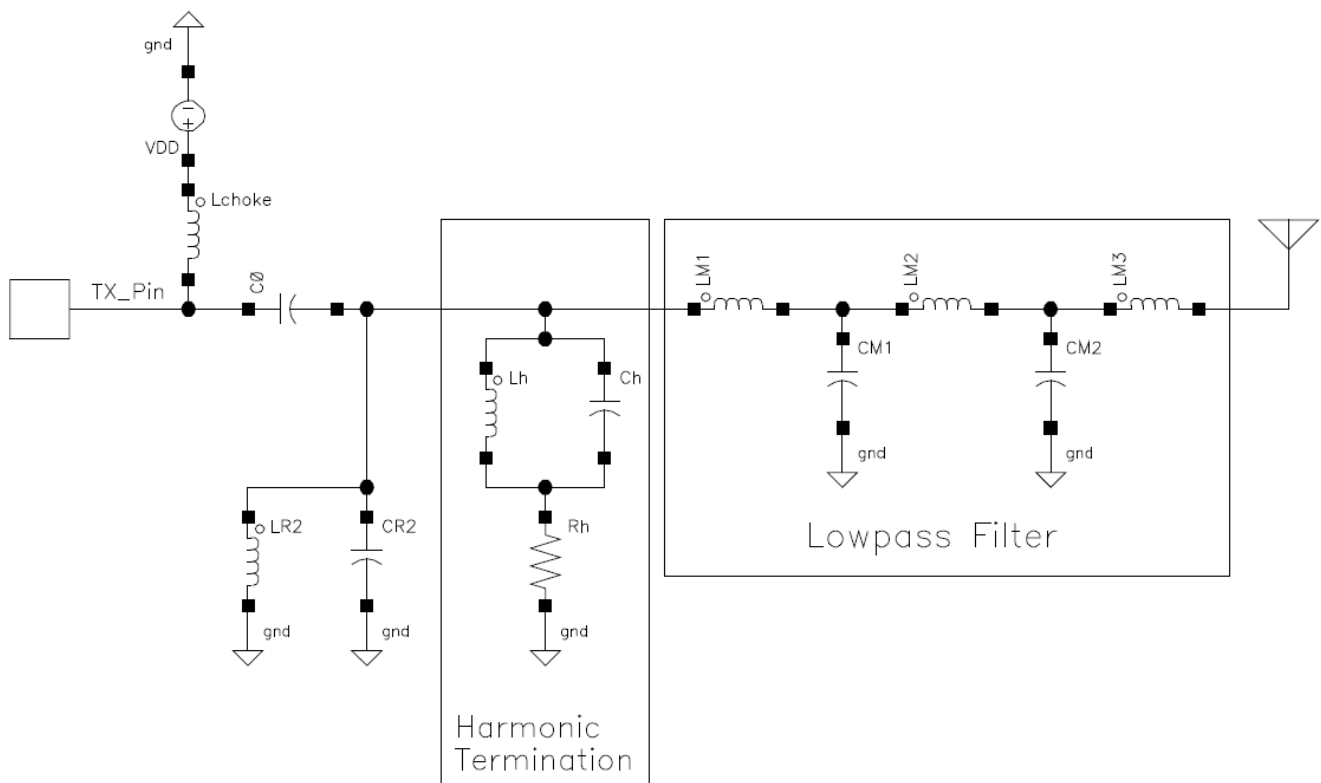 gnd
-
+
VDD
Lchoke
TX_Pin
C0
LM1
LM2
LM3
Lh
Ch
CM1
CM2
gnd
gnd
LR2
CR2
Rh
Lowpass Filter
gnd
gnd
gnd
Harmonic
Termination